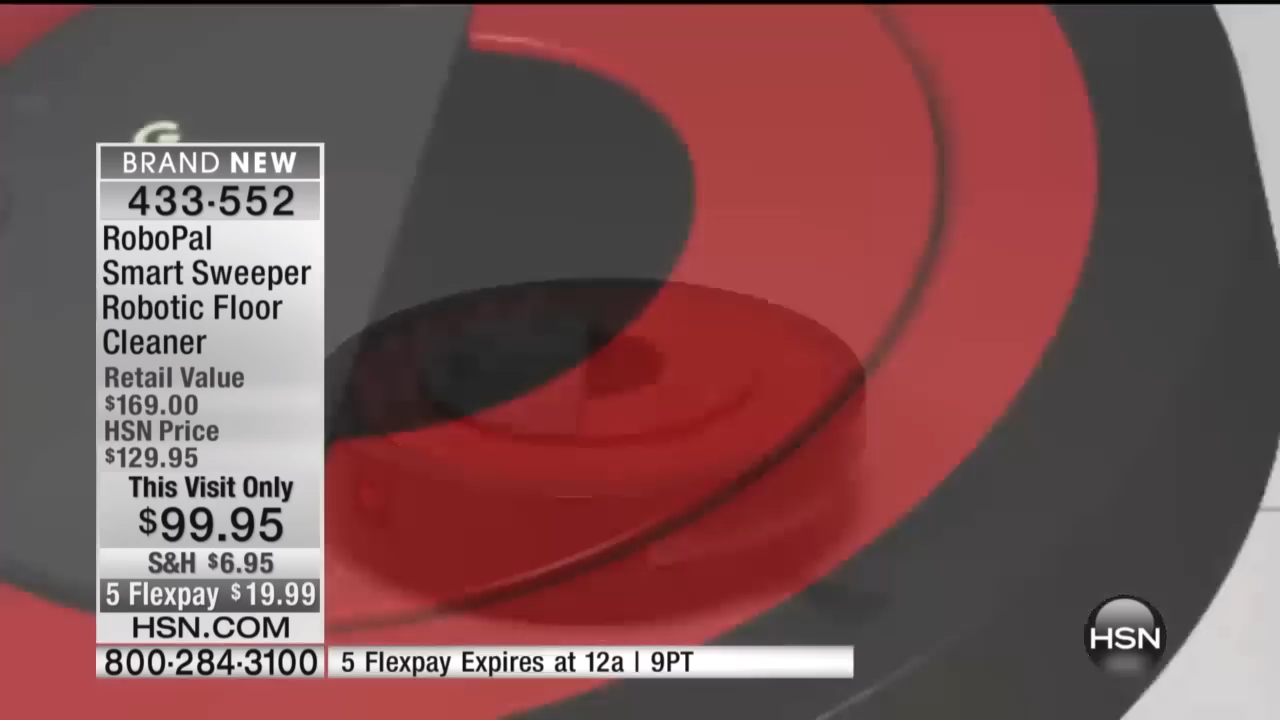 G
BRAND NEW
433·552
RoboPal
Smart Sweeper
Robotic Floor
Cleaner
Retail Value
$169.00
HSN Price
$129.95
This Visit Only
$99.95
S&H $6.95
5 Flexpay $19.99
HSN.COM
800·284·3100
5 Flexpay Expires at 12a | 9PT
HSN